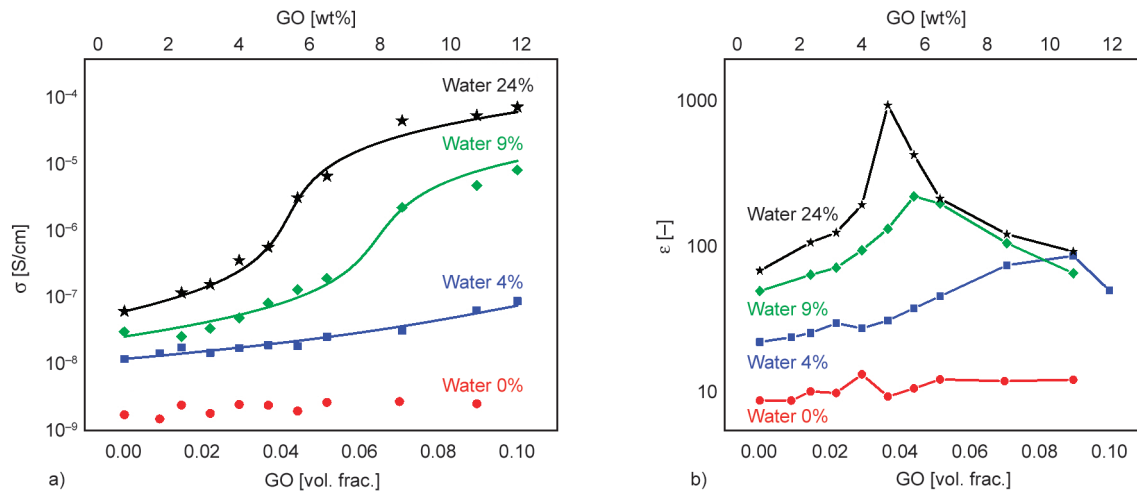 GO [wt%]
0 2 4 6 8 10 12
10⁻⁴
10⁻⁵
10⁻⁶
10⁻⁷
10⁻⁸
10⁻⁹
σ [S/cm]
Water 24%
Water 9%
Water 4%
Water 0%
0.00 0.02 0.04 0.06 0.08 0.10
a) GO [vol. frac.]
GO [wt%]
0 2 4 6 8 10 12
1000
100
10
ε [–]
Water 24%
Water 9%
Water 4%
Water 0%
0.00 0.02 0.04 0.06 0.08 0.10
b) GO [vol. frac.]